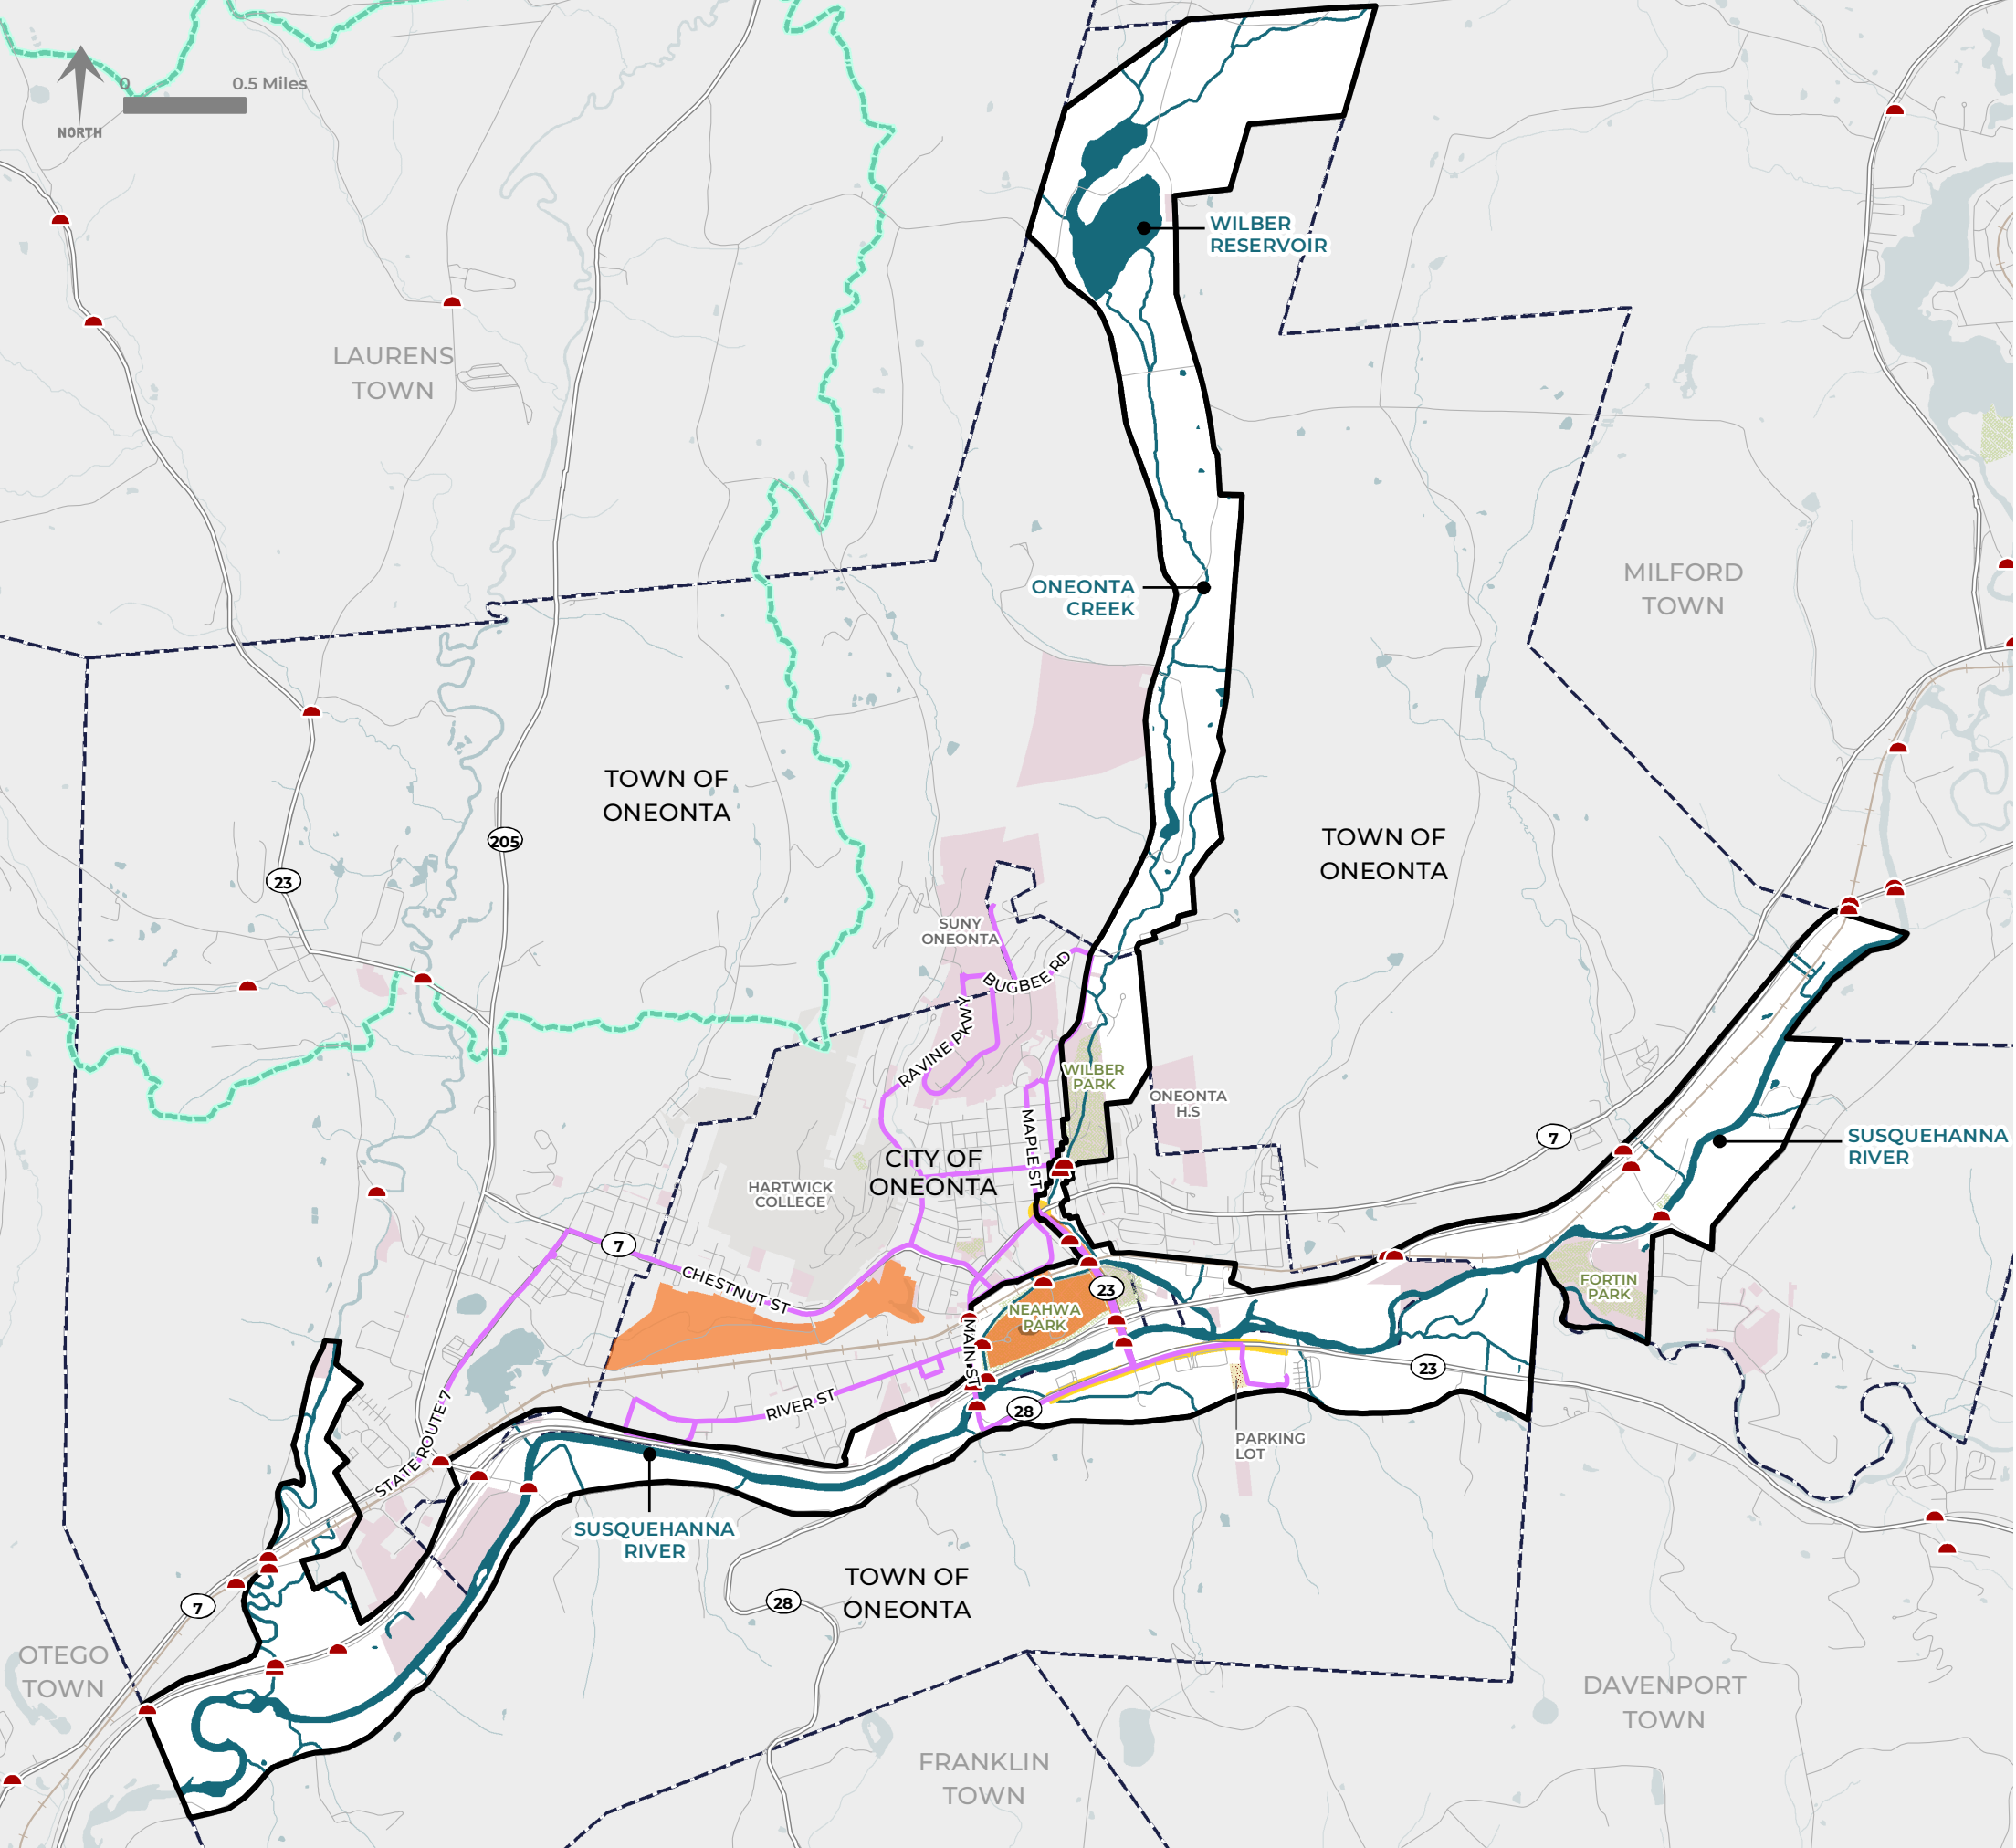 0
0.5 Miles
NORTH
WILBER
RESERVOIR
LAURENS
TOWN
ONEONTA
CREEK
MILFORD
TOWN
TOWN OF
ONEONTA
TOWN OF
ONEONTA
205
23
SUNY
ONEONTA
BUGBEE RD
RAVINE PKWY
WILBER
PARK
ONEONTA
H.S
MAPLE ST
7
SUSQUEHANNA
RIVER
CITY OF
ONEONTA
HARTWICK
COLLEGE
7
CHESTNUT ST
23
NEAHWA
PARK
FORTIN
PARK
MAIN ST
23
RIVER ST
28
STATE ROUTE 7
PARKING
LOT
SUSQUEHANNA
RIVER
TOWN OF
ONEONTA
28
7
OTEGO
TOWN
DAVENPORT
TOWN
FRANKLIN
TOWN